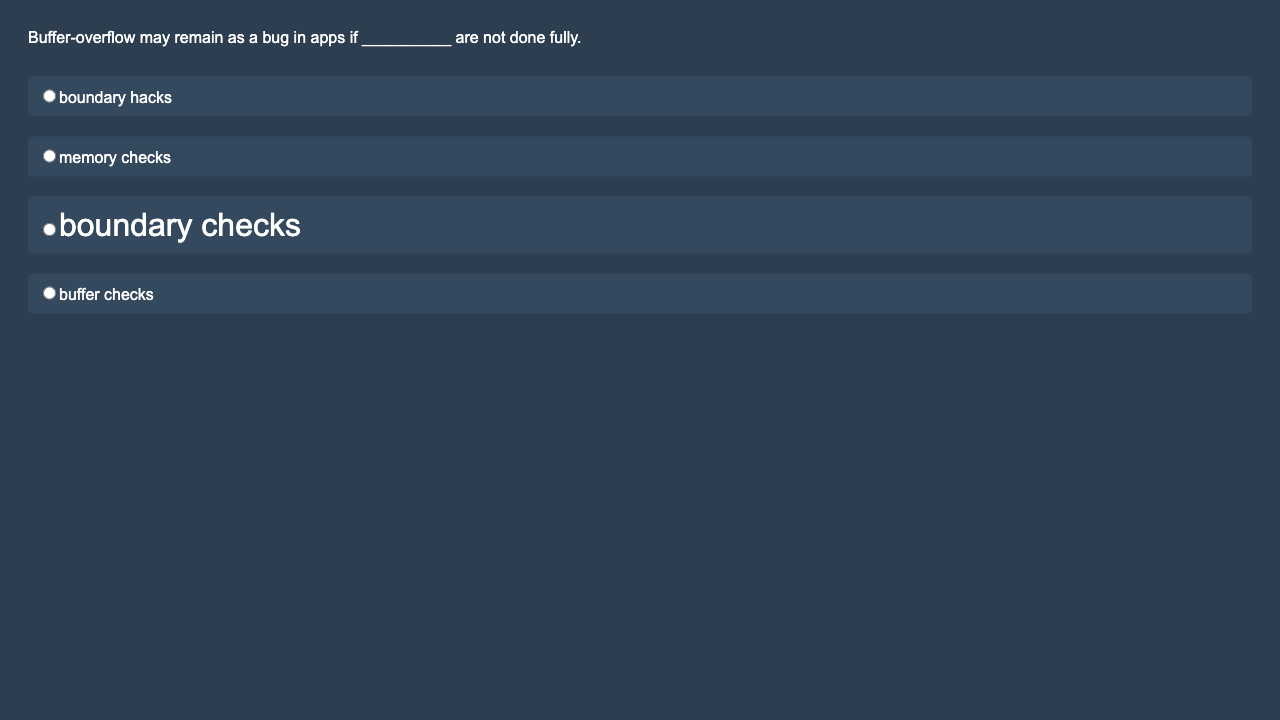 Buffer-overflow may remain as a bug in apps if __________ are not done fully.
boundary hacks
memory checks
boundary checks
buffer checks